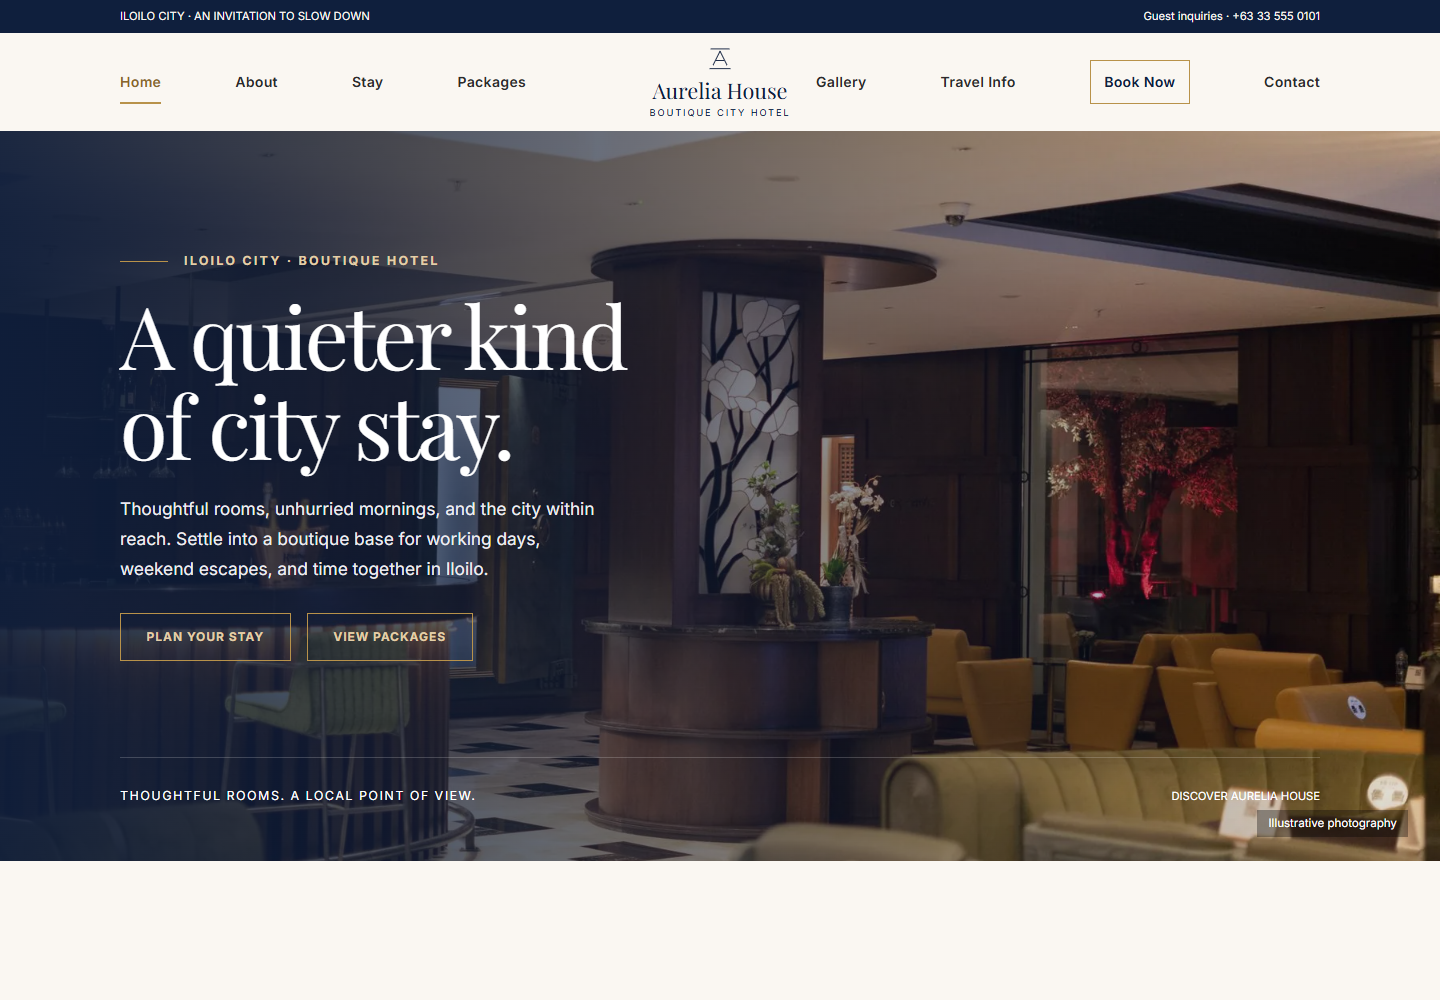 ILOILO CITY · AN INVITATION TO SLOW DOWN
Guest inquiries · +63 33 555 0101
Home
About
Stay
Packages
Aurelia House
BOUTIQUE CITY HOTEL
Gallery
Travel Info
Book Now
Contact
ILOILO CITY · BOUTIQUE HOTEL
A quieter kind
of city stay.
Thoughtful rooms, unhurried mornings, and the city within
reach. Settle into a boutique base for working days,
weekend escapes, and time together in Iloilo.
PLAN YOUR STAY
VIEW PACKAGES
THOUGHTFUL ROOMS. A LOCAL POINT OF VIEW.
DISCOVER AURELIA HOUSE
Illustrative photography